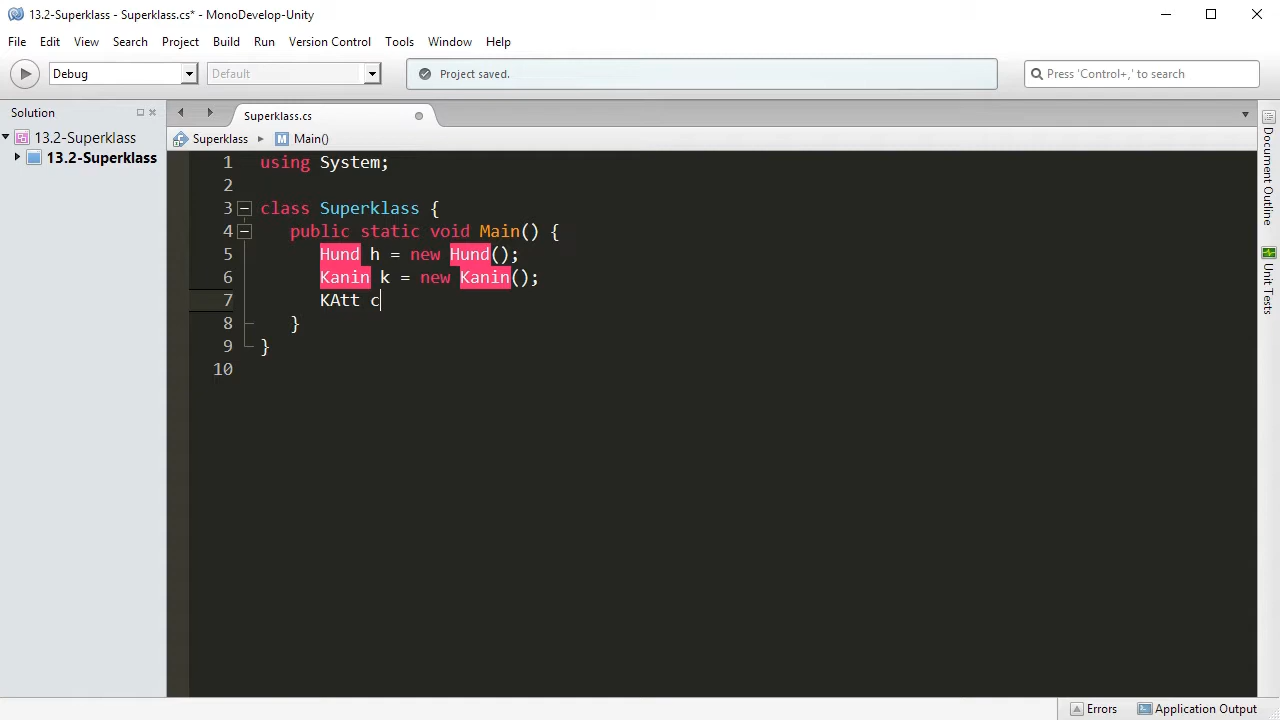 13.2-Superklass - Superklass.cs* - MonoDevelop-Unity
File Edit View Search Project Build Run Version Control Tools Window Help
Debug Default Project saved. Press 'Control+,' to search
Solution
Superklass.cs
13.2-Superklass
13.2-Superklass
Superklass Main()
1 using System;
2
3 class Superklass {
4 public static void Main() {
5 Hund h = new Hund();
6 Kanin k = new Kanin();
7 KAtt c
8 }
9 }
10
Document Outline
Unit Tests
Errors Application Output